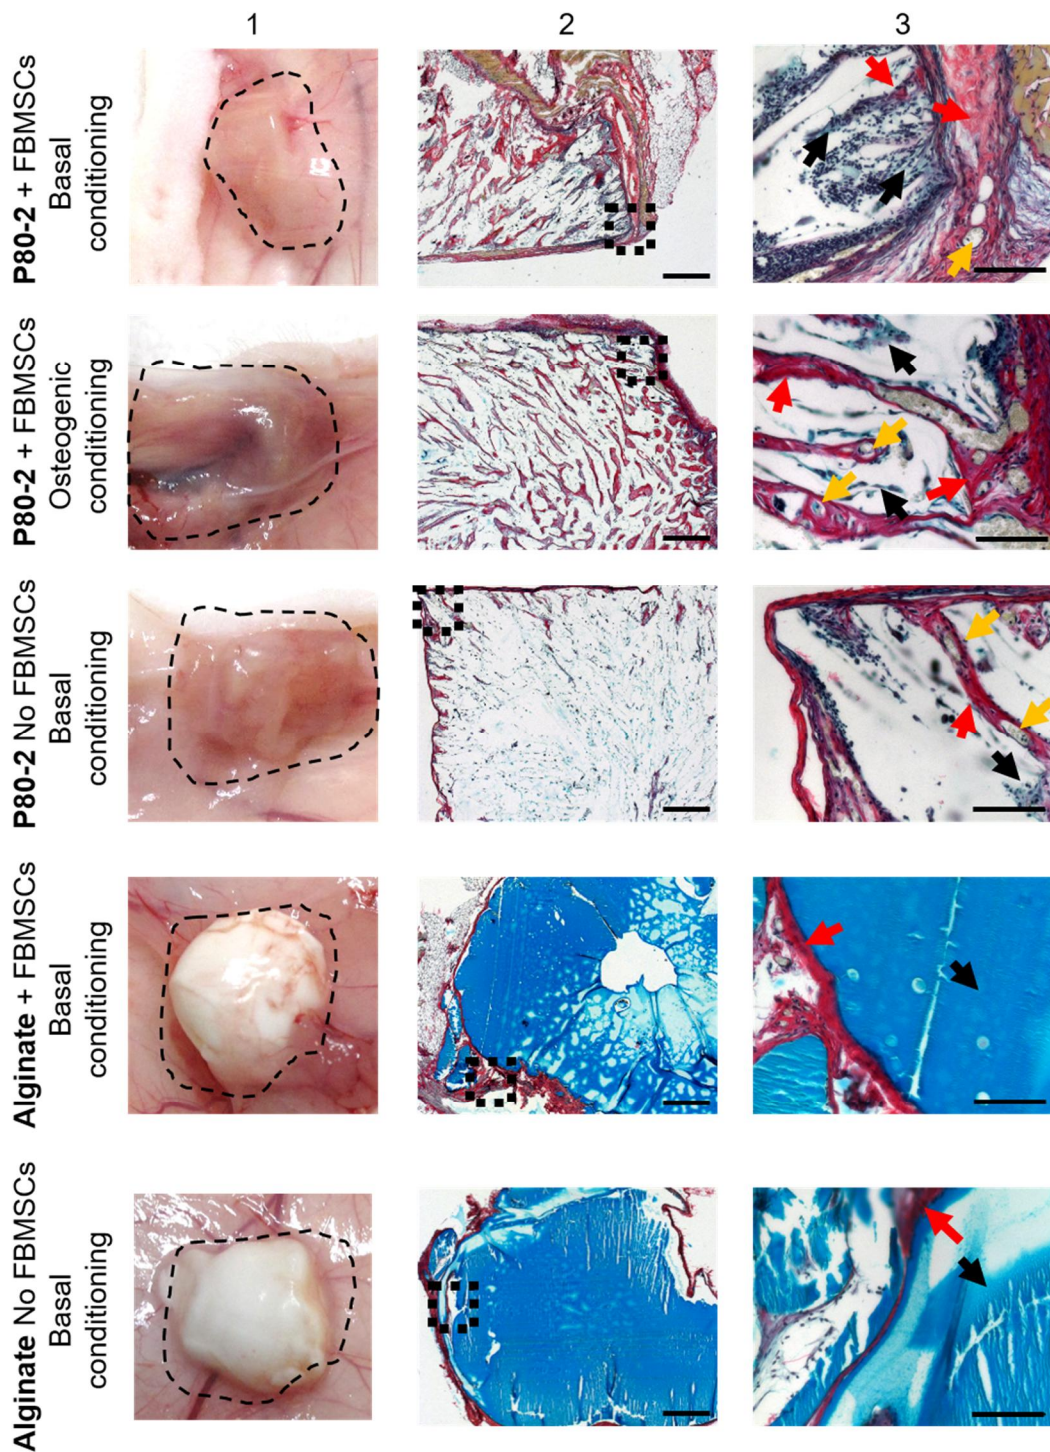 1 2 3
P80-2 + FBMSCs
Basal
conditioning
P80-2 + FBMSCs
Osteogenic
conditioning
P80-2 No FBMSCs
Basal
conditioning
Alginate + FBMSCs
Basal
conditioning
Alginate No FBMSCs
Basal
conditioning